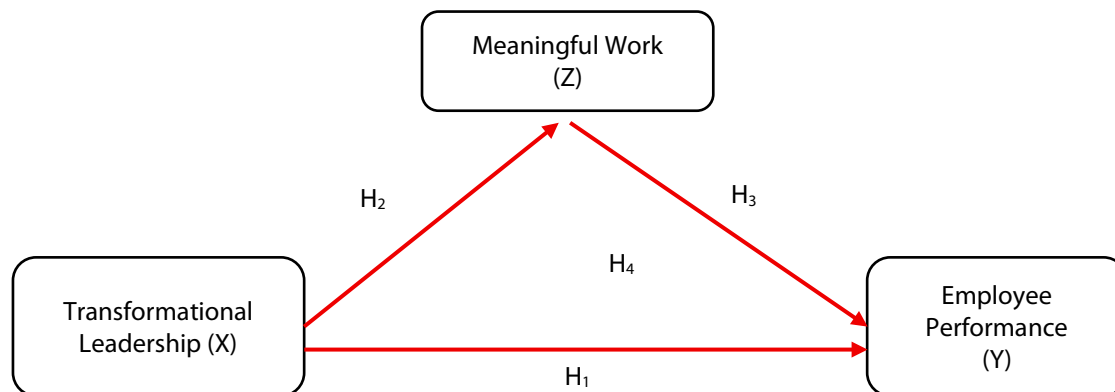 Meaningful Work
(Z)
H₂
H₃
H₄
Transformational
Leadership (X)
Employee
Performance
(Y)
H₁